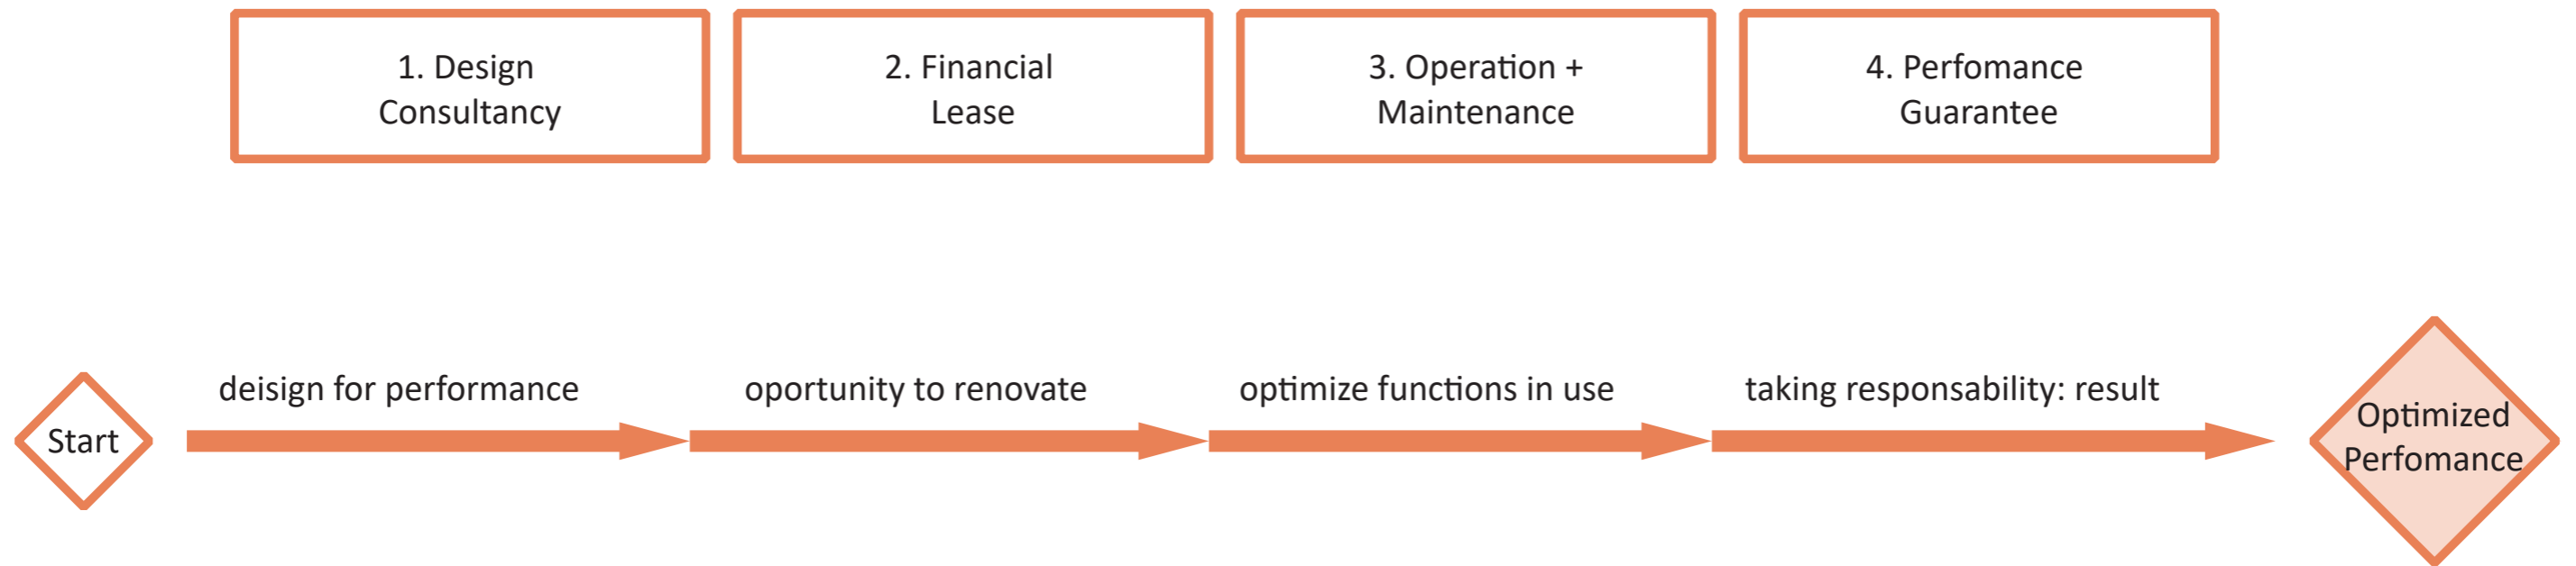 1. Design
Consultancy
2. Financial
Lease
3. Operation +
Maintenance
4. Perfomance
Guarantee
deisign for performance
oportunity to renovate
optimize functions in use
taking responsability: result
Start
Optimized
Perfomance